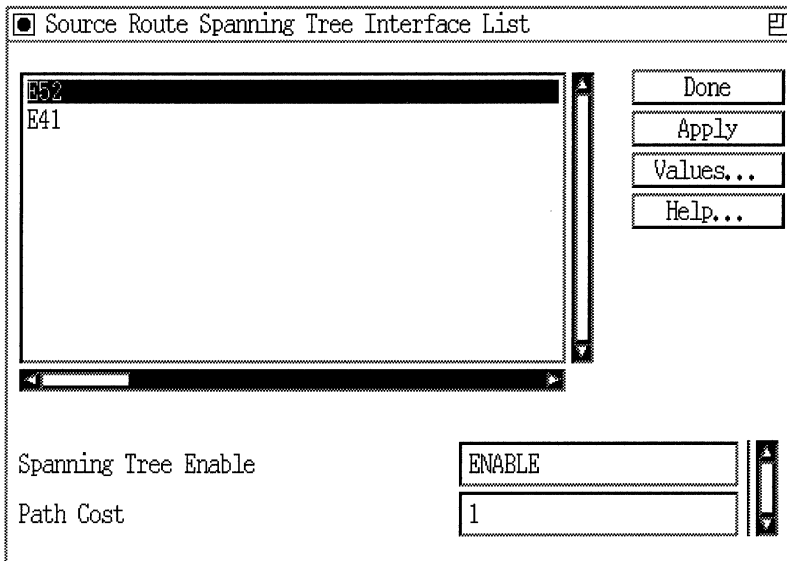 Source Route Spanning Tree Interface List
E52
E41
Done
Apply
Values...
Help...
Spanning Tree Enable
ENABLE
Path Cost
1